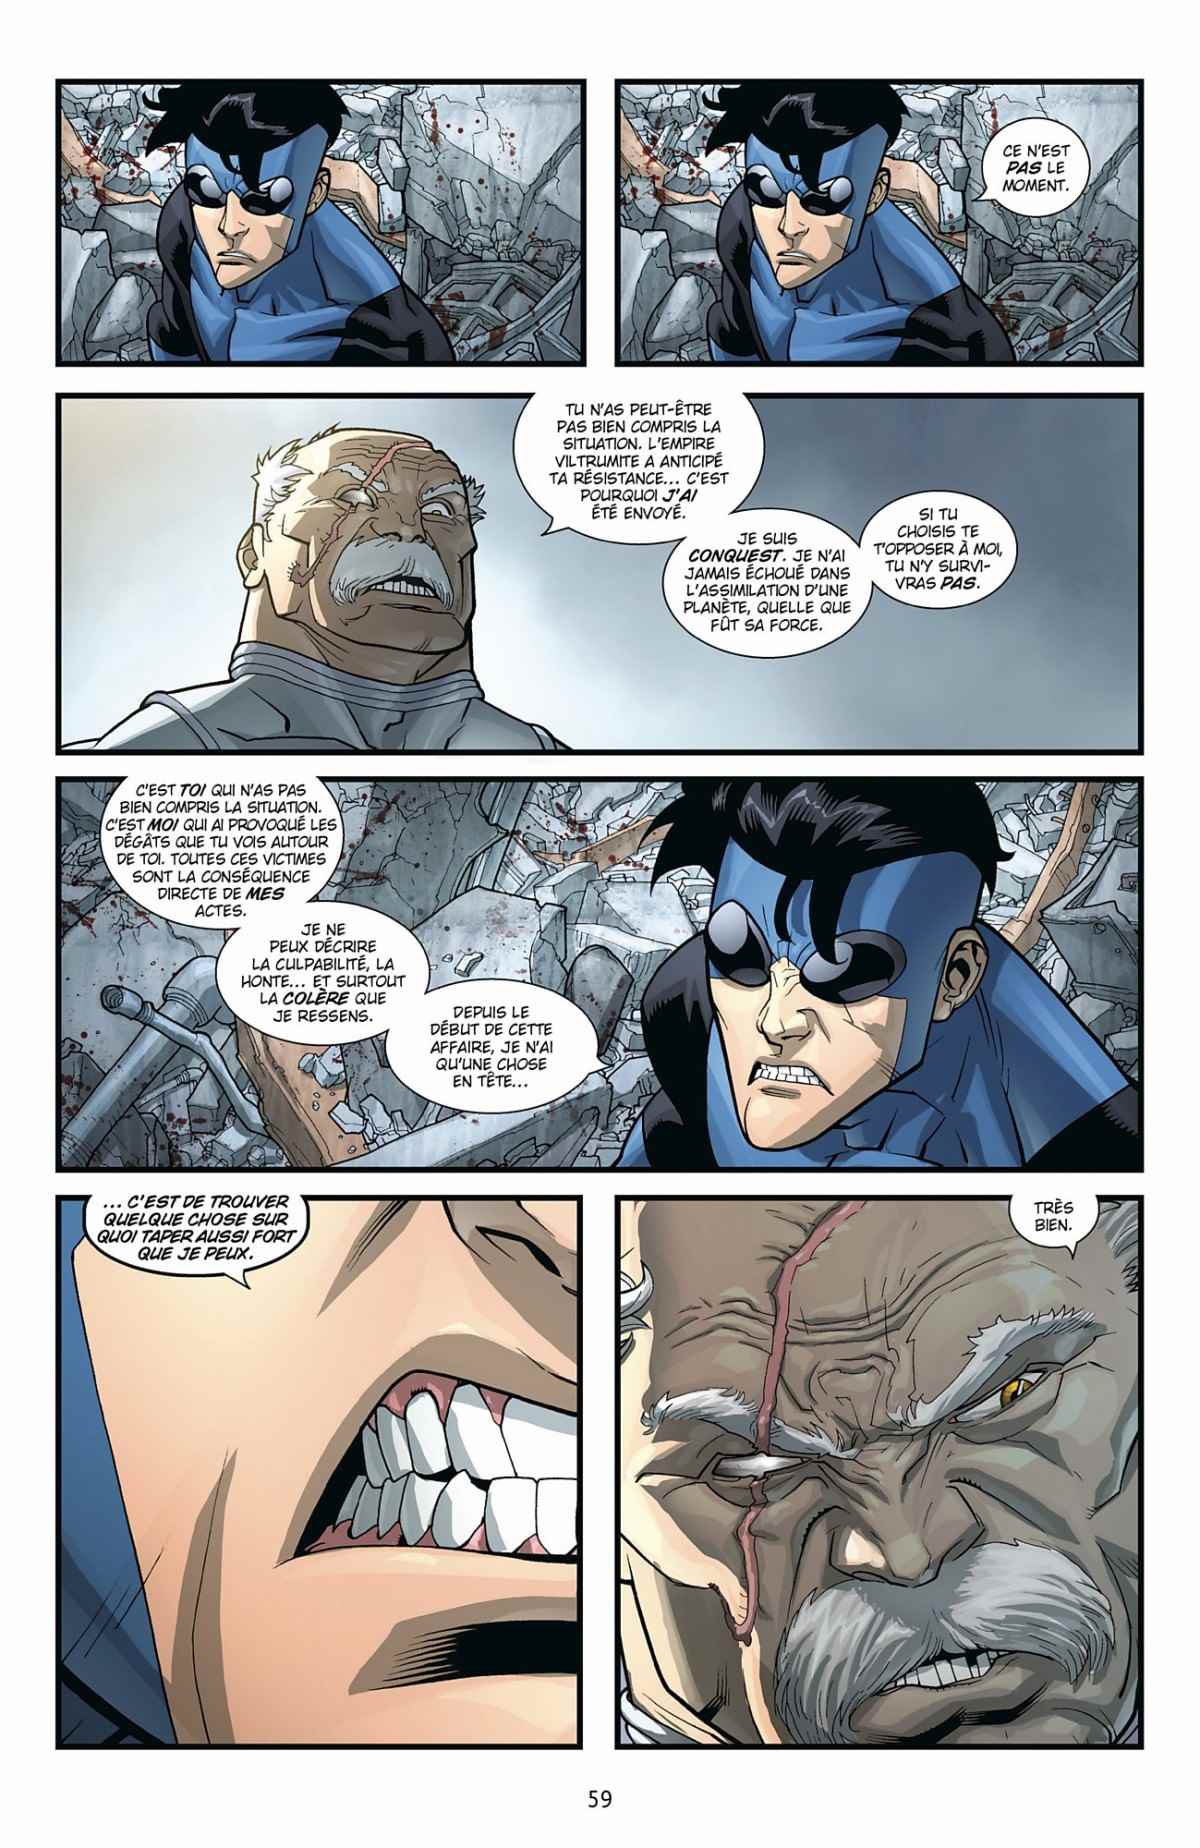 CE N'EST
PAS LE
MOMENT.
TU N'AS PEUT-ÊTRE
PAS BIEN COMPRIS LA
SITUATION. L'EMPIRE
VILTRUMITE A ANTICIPÉ
TA RÉSISTANCE... C'EST
POURQUOI J'AI
ÉTÉ ENVOYÉ.
JE SUIS
CONQUEST. JE N'AI
JAMAIS ÉCHOUÉ DANS
L'ASSIMILATION D'UNE
PLANÈTE, QUELLE QUE
FÛT SA FORCE.
SI TU
CHOISIS TE
T'OPPOSER À MOI,
TU N'Y SURVI-
VRAS PAS.
C'EST TOI QUI N'AS PAS
BIEN COMPRIS LA SITUATION.
C'EST MOI QUI AI PROVOQUÉ LES
DÉGÂTS QUE TU VOIS AUTOUR
DE TOI. TOUTES CES VICTIMES
SONT LA CONSÉQUENCE
DIRECTE DE MES
ACTES.
JE NE
PEUX DÉCRIRE
LA CULPABILITÉ, LA
HONTE... ET SURTOUT
LA COLÈRE QUE
JE RESSENS.
DEPUIS LE
DÉBUT DE CETTE
AFFAIRE, JE N'AI
QU'UNE CHOSE
EN TÊTE...
... C'EST DE TROUVER
QUELQUE CHOSE SUR
QUOI TAPER AUSSI FORT
QUE JE PEUX.
TRÈS
BIEN.
59